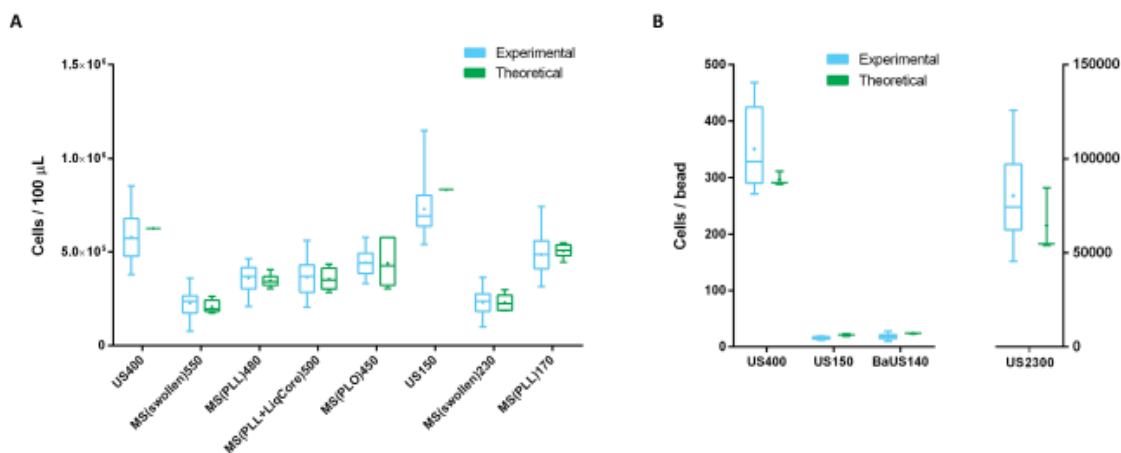 A
Experimental
Theoretical
1.5×10⁶
1.0×10⁶
5.0×10⁵
0
Cells / 100 µL
US400
MS(swollen)550
MS(PLL)480
MS(PLL+LiqCore)500
MS(PLO)450
US150
MS(swollen)230
MS(PLL)170
B
Experimental
Theoretical
500
400
300
200
100
0
Cells / bead
150000
100000
50000
0
US400
US150
BaUS140
US2300